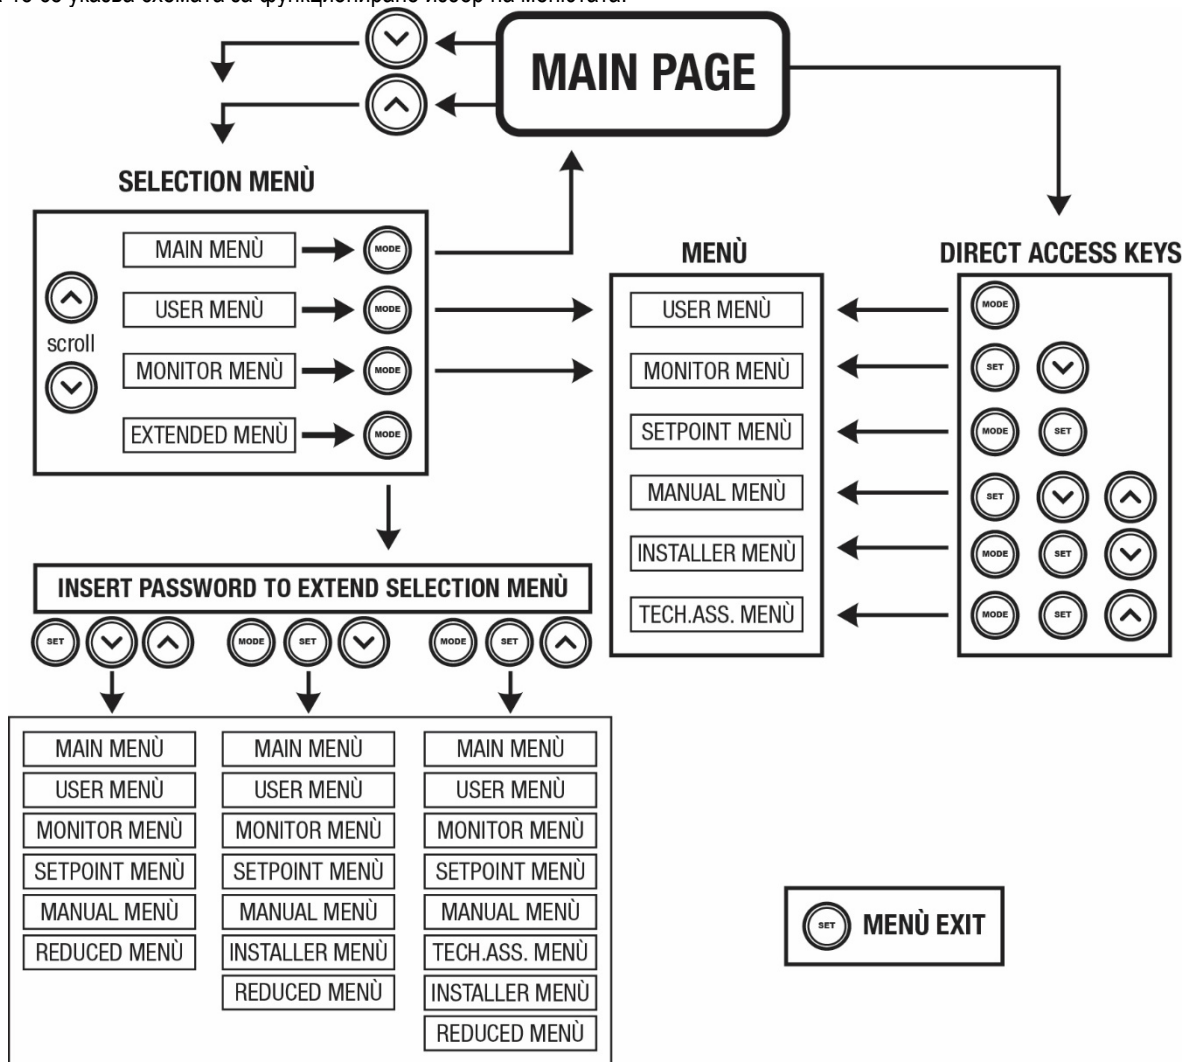 MAIN PAGE
SELECTION MENÙ
MAIN MENÙ MODE
USER MENÙ MODE
scroll
MONITOR MENÙ MODE
EXTENDED MENÙ MODE
MENÙ
USER MENÙ
MONITOR MENÙ
SETPOINT MENÙ
MANUAL MENÙ
INSTALLER MENÙ
TECH.ASS. MENÙ
DIRECT ACCESS KEYS
MODE
SET
MODE SET
SET
MODE SET
MODE SET
INSERT PASSWORD TO EXTEND SELECTION MENÙ
SET MODE SET MODE SET
MAIN MENÙ
USER MENÙ
MONITOR MENÙ
SETPOINT MENÙ
MANUAL MENÙ
REDUCED MENÙ
MAIN MENÙ
USER MENÙ
MONITOR MENÙ
SETPOINT MENÙ
MANUAL MENÙ
INSTALLER MENÙ
REDUCED MENÙ
MAIN MENÙ
USER MENÙ
MONITOR MENÙ
SETPOINT MENÙ
MANUAL MENÙ
TECH.ASS. MENÙ
INSTALLER MENÙ
REDUCED MENÙ
SET MENÙ EXIT